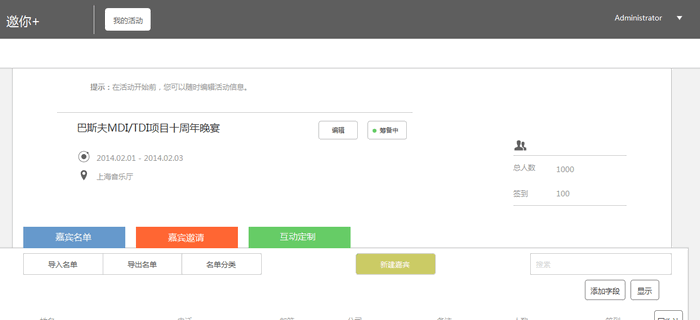 邀你+ 我的活动 Administrator
提示：在活动开始前，您可以随时编辑活动信息。
巴斯夫MDI/TDI项目十周年晚宴 编辑 筹备中
2014.02.01 - 2014.02.03
上海音乐厅
总人数 1000
签到 100
嘉宾名单 嘉宾邀请 互动定制
导入名单 导出名单 名单分类 新建嘉宾 搜索
添加字段 显示